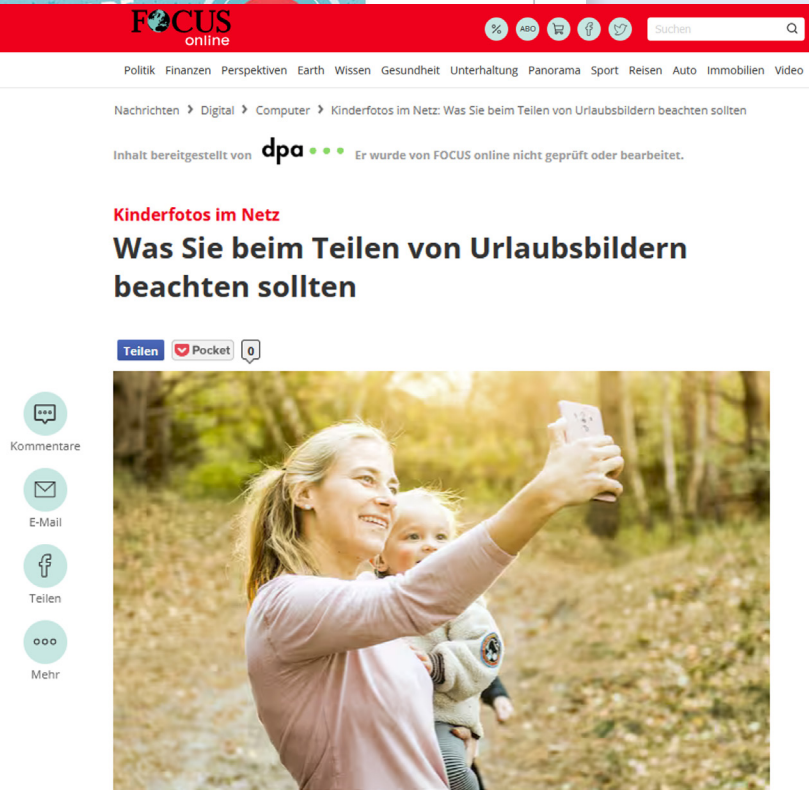 FOCUS
online
%
ABO
Suchen
Politik Finanzen Perspektiven Earth Wissen Gesundheit Unterhaltung Panorama Sport Reisen Auto Immobilien Video
Nachrichten > Digital > Computer > Kinderfotos im Netz: Was Sie beim Teilen von Urlaubsbildern beachten sollten
Inhalt bereitgestellt von dpa Er wurde von FOCUS online nicht geprüft oder bearbeitet.
Kinderfotos im Netz
Was Sie beim Teilen von Urlaubsbildern
beachten sollten
Teilen Pocket 0
Kommentare
E-Mail
Teilen
Mehr